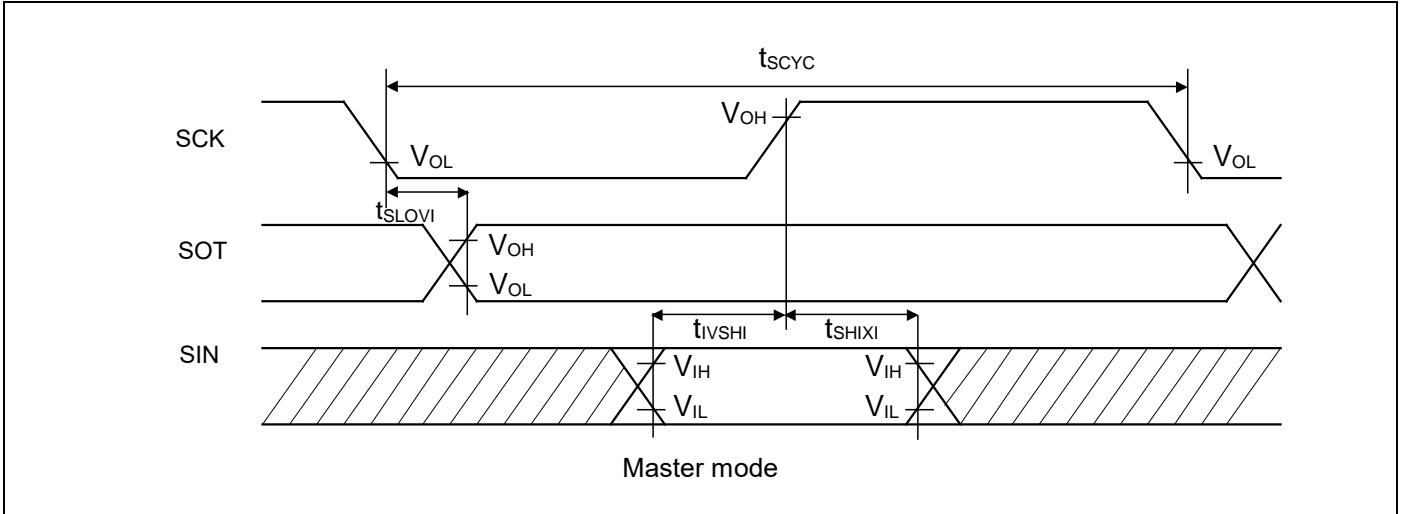 tSCYC
SCK
VOH
VOL
VOL
tSLOVI
SOT
VOH
VOL
tIVSHI
tSHIXI
SIN
VIH
VIH
VIL
VIL
Master mode